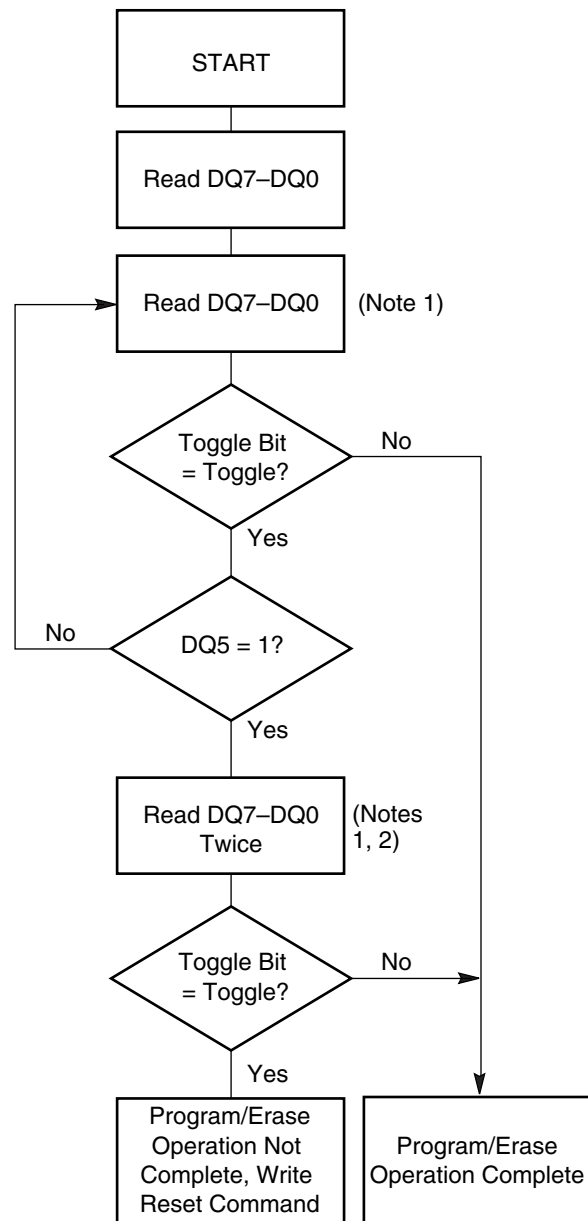 START
Read DQ7–DQ0
Read DQ7–DQ0
(Note 1)
Toggle Bit
= Toggle?
No
Yes
No
DQ5 = 1?
Yes
Read DQ7–DQ0
Twice
(Notes
1, 2)
Toggle Bit
= Toggle?
No
Yes
Program/Erase
Operation Not
Complete, Write
Reset Command
Program/Erase
Operation Complete